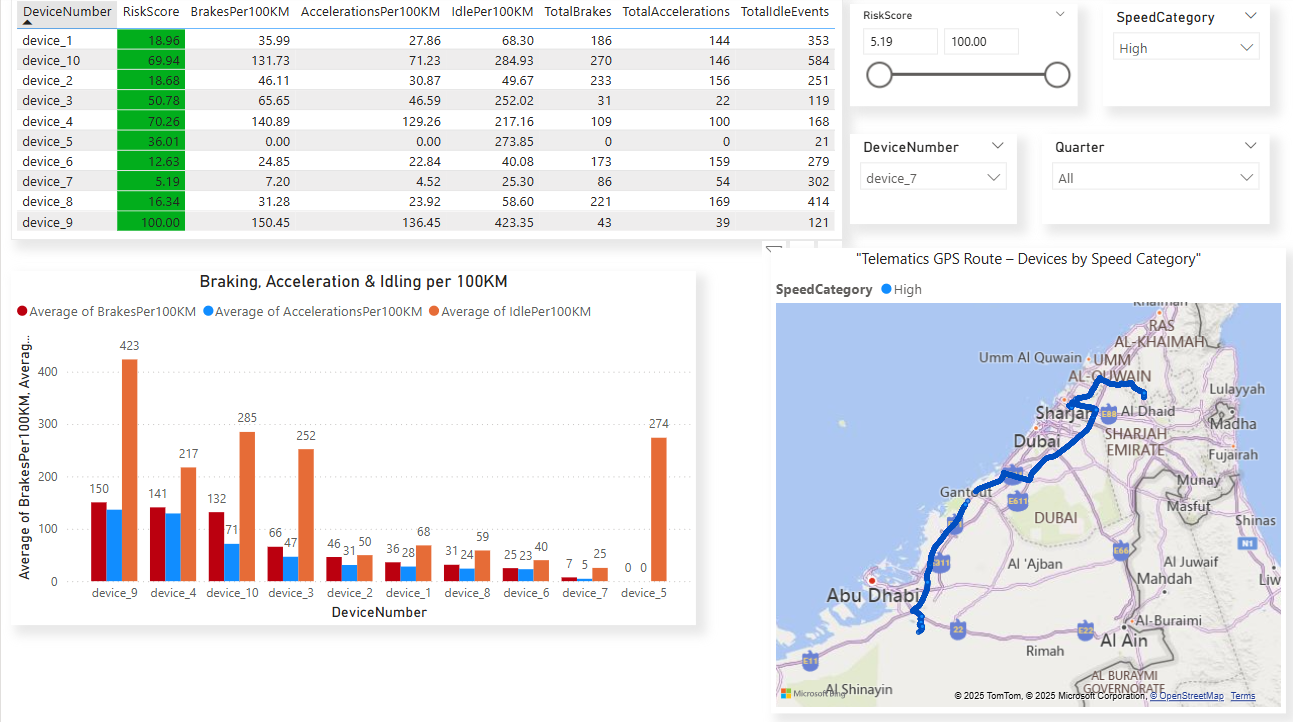 DeviceNumber RiskScore BrakesPer100KM AccelerationsPer100KM IdlePer100KM TotalBrakes TotalAccelerations TotalIdleEvents
device_1 18.96 35.99 27.86 68.30 186 144 353
device_10 69.94 131.73 71.23 284.93 270 146 584
device_2 18.68 46.11 30.87 49.67 233 156 251
device_3 50.78 65.65 46.59 252.02 31 22 119
device_4 70.26 140.89 129.26 217.16 109 100 168
device_5 36.01 0.00 0.00 273.85 0 0 21
device_6 12.63 24.85 22.84 40.08 173 159 279
device_7 5.19 7.20 4.52 25.30 86 54 302
device_8 16.34 31.28 23.92 58.60 221 169 414
device_9 100.00 150.45 136.45 423.35 43 39 121
RiskScore
5.19 100.00
SpeedCategory
High
DeviceNumber
device_7
Quarter
All
Braking, Acceleration & Idling per 100KM
Average of BrakesPer100KM Average of AccelerationsPer100KM Average of IdlePer100KM
Average of BrakesPer100KM, Averag...
400
300
200
100
0
150 423
141 217
132 71 285
66 47 252
46 31 50
36 28 68
31 24 59
25 23 40
7 5 25
0 0 274
device_9 device_4 device_10 device_3 device_2 device_1 device_8 device_6 device_7 device_5
DeviceNumber
"Telematics GPS Route – Devices by Speed Category"
SpeedCategory High
RAS
AL-KHAIMAH
Umm Al Quwain
UMM
AL-QUWAIN
Lulayyah
Sharjah
E88
Al Dhaid
Madha
Dubai
SHARJAH
EMIRATE
Fujairah
Munay
Gantout
E611
Masfut
DUBAI
Shinas
N1
E66
Al 'Ajban
E11
Al Juwaif
Mahdah
Liw
Abu Dhabi
22
E22
Al-Buraimi
Al Ain
Rimah
E11
AL BURAYMI
GOVERNORATE
Al Shinayin
Microsoft Bing
© 2025 TomTom, © 2025 Microsoft Corporation, © OpenStreetMap Terms